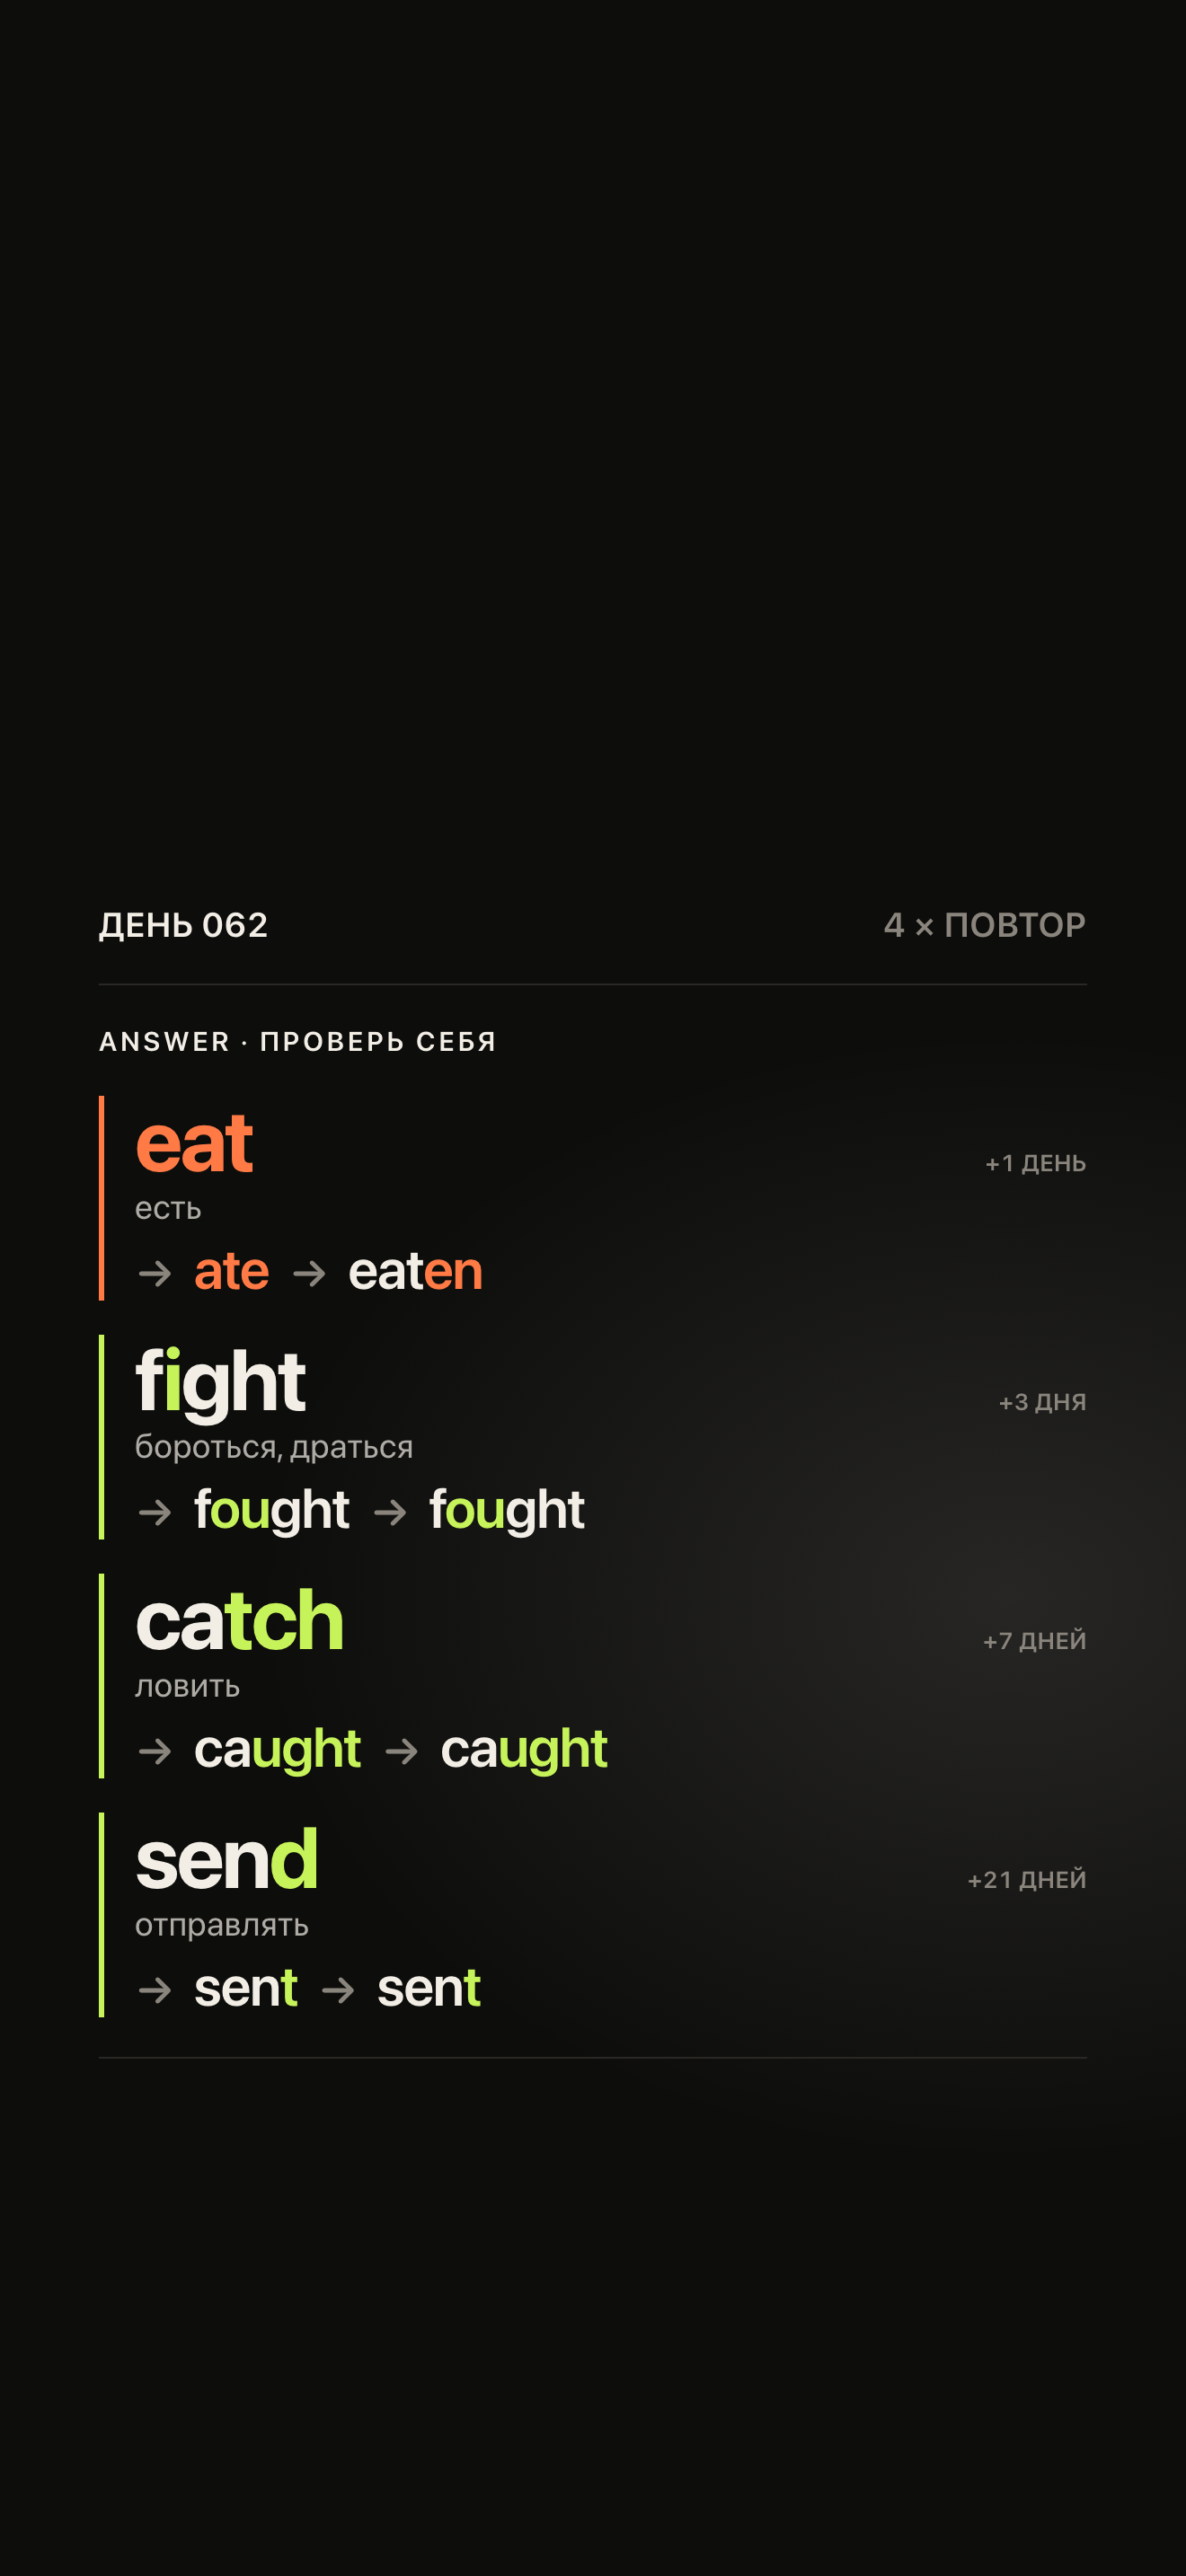 ДЕНЬ 062
4 × ПОВТОР
ANSWER · ПРОВЕРЬ СЕБЯ
eat
+1 ДЕНЬ
есть
→ ate → eaten
fight
+3 ДНЯ
бороться, драться
→ fought → fought
catch
+7 ДНЕЙ
ловить
→ caught → caught
send
+21 ДНЕЙ
отправлять
→ sent → sent